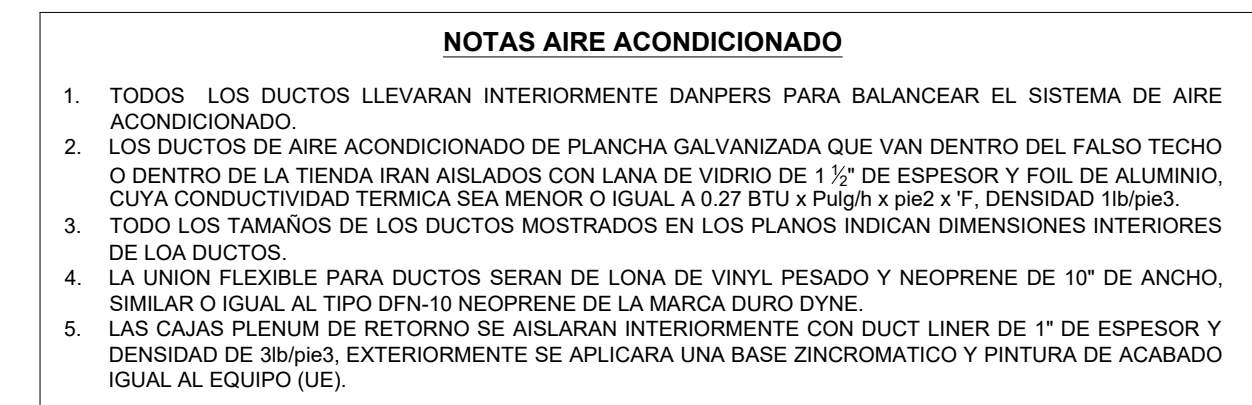 NOTAS AIRE ACONDICIONADO
1. TODOS LOS DUCTOS LLEVARAN INTERIORMENTE DANPERS PARA BALANCEAR EL SISTEMA DE AIRE
ACONDICIONADO.
2. LOS DUCTOS DE AIRE ACONDICIONADO DE PLANCHA GALVANIZADA QUE VAN DENTRO DEL FALSO TECHO
O DENTRO DE LA TIENDA IRAN AISLADOS CON LANA DE VIDRIO DE 1 ½" DE ESPESOR Y FOIL DE ALUMINIO,
CUYA CONDUCTIVIDAD TERMICA SEA MENOR O IGUAL A 0.27 BTU x Pulg/h x pie2 x 'F, DENSIDAD 1lb/pie3.
3. TODO LOS TAMAÑOS DE LOS DUCTOS MOSTRADOS EN LOS PLANOS INDICAN DIMENSIONES INTERIORES
DE LOA DUCTOS.
4. LA UNION FLEXIBLE PARA DUCTOS SERAN DE LONA DE VINYL PESADO Y NEOPRENE DE 10" DE ANCHO,
SIMILAR O IGUAL AL TIPO DFN-10 NEOPRENE DE LA MARCA DURO DYNE.
5. LAS CAJAS PLENUM DE RETORNO SE AISLARAN INTERIORMENTE CON DUCT LINER DE 1" DE ESPESOR Y
DENSIDAD DE 3lb/pie3, EXTERIORMENTE SE APLICARA UNA BASE ZINCROMATICO Y PINTURA DE ACABADO
IGUAL AL EQUIPO (UE).